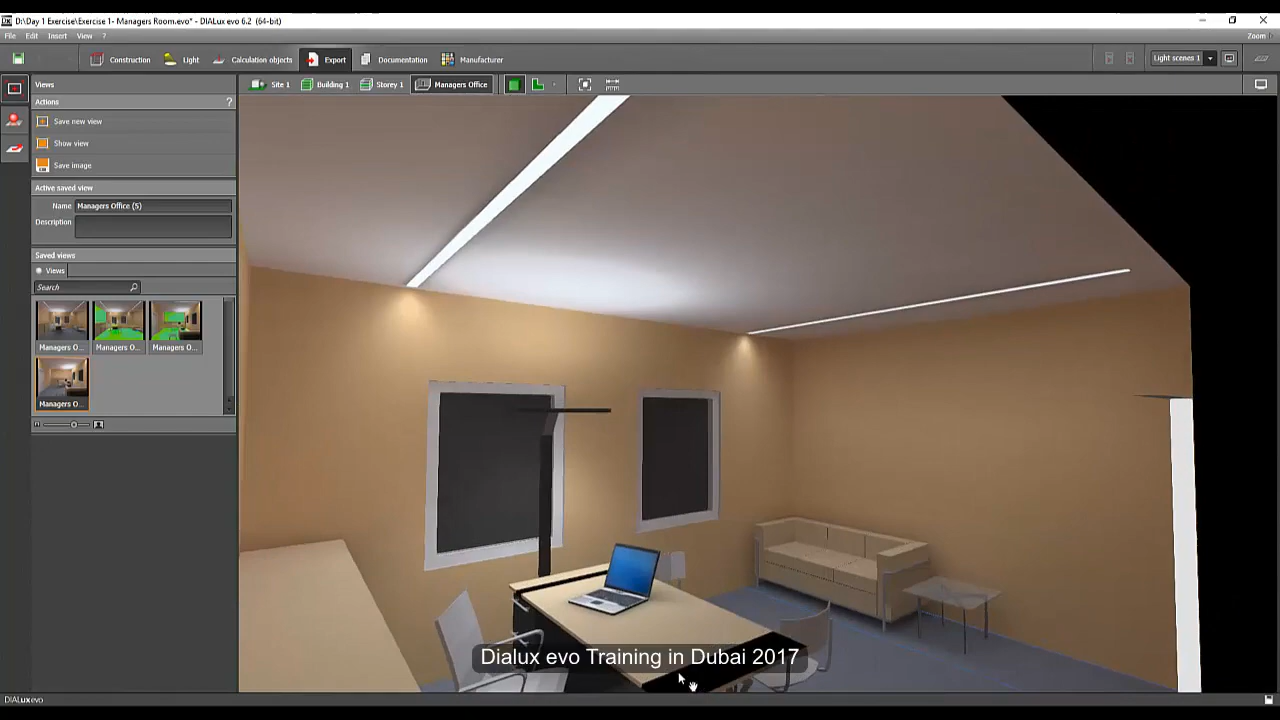 D:\Day 1 Exercise\Exercise 1- Managers Room.evo* - DIALux evo 6.2 (64-bit)
File Edit Insert View ?
Zoom
Construction Light Calculation objects Export Documentation Manufacturer
Light scenes 1
Views
Site 1 Building 1 Storey 1 Managers Office
Actions ?
Save new view
Show view
Save image
Active saved view
Name Managers Office (5)
Description
Saved views
Views
Search
Managers O... Managers O... Managers O...
Managers O...
Dialux evo Training in Dubai 2017
DIALux evo